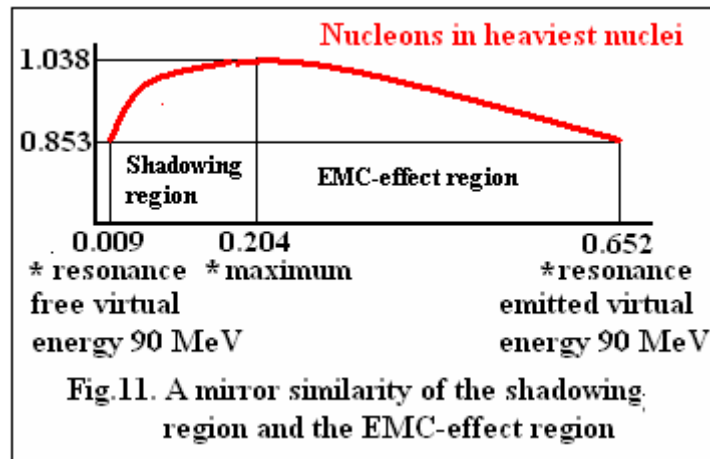 Nucleons in heaviest nuclei
1.038
0.853
Shadowing
region
EMC-effect region
0.009 0.204 0.652
* resonance *maximum *resonance
free virtual emitted virtual
energy 90 MeV energy 90 MeV
Fig.11. A mirror similarity of the shadowing
region and the EMC-effect region